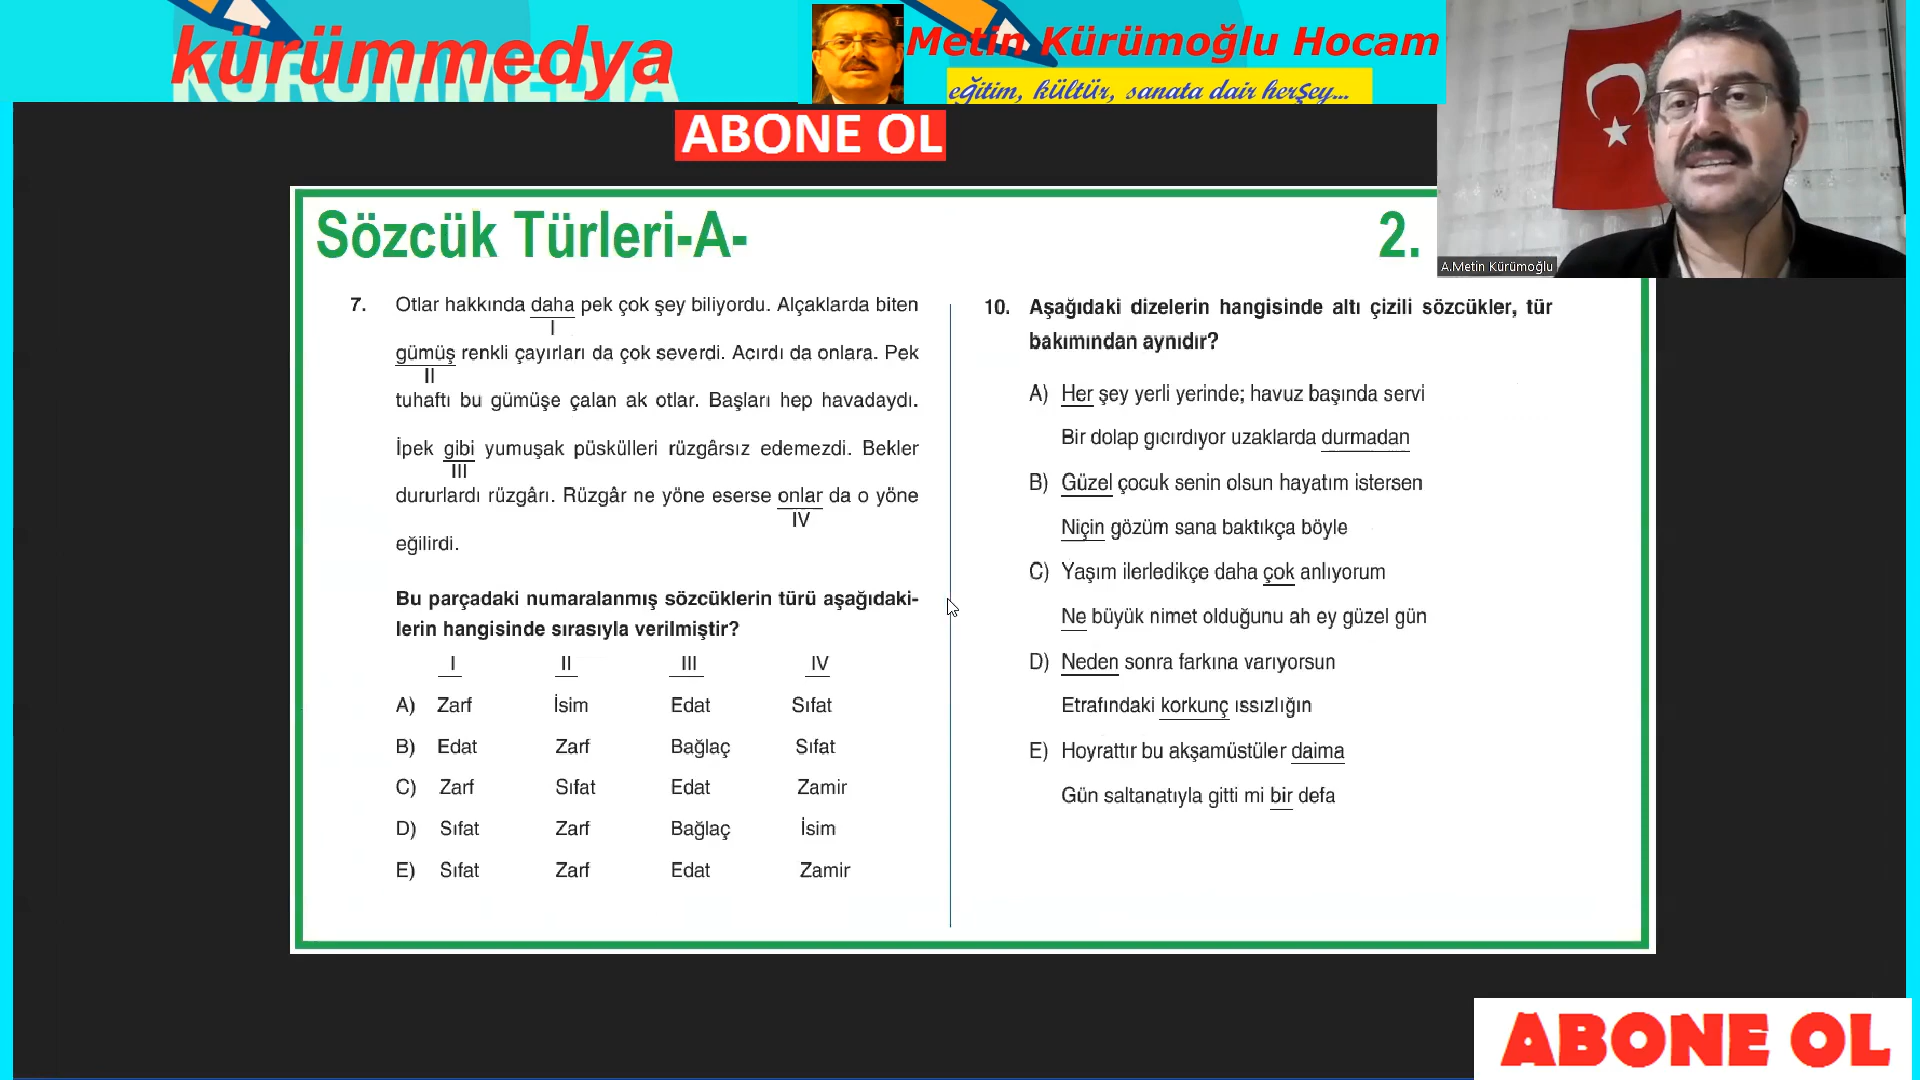 kürümmedya
KURUMMEDIA
Metin Kürümoğlu Hocam
eğitim, kültür, sanata dair herşey...
ABONE OL
A.Metin Kürümoğlu
Sözcük Türleri-A-
2.
7. Otlar hakkında daha pek çok şey biliyordu. Alçaklarda biten
I
gümüş renkli çayırları da çok severdi. Acırdı da onlara. Pek
II
tuhaftı bu gümüşe çalan ak otlar. Başları hep havadaydı.
İpek gibi yumuşak püskülleri rüzgârsız edemezdi. Bekler
III
dururlardı rüzgârı. Rüzgâr ne yöne eserse onlar da o yöne
IV
eğilirdi.
Bu parçadaki numaralanmış sözcüklerin türü aşağıdaki-
lerin hangisinde sırasıyla verilmiştir?
I II III IV
A) Zarf İsim Edat Sıfat
B) Edat Zarf Bağlaç Sıfat
C) Zarf Sıfat Edat Zamir
D) Sıfat Zarf Bağlaç İsim
E) Sıfat Zarf Edat Zamir
10. Aşağıdaki dizelerin hangisinde altı çizili sözcükler, tür
bakımından aynıdır?
A) Her şey yerli yerinde; havuz başında servi
Bir dolap gıcırdıyor uzaklarda durmadan
B) Güzel çocuk senin olsun hayatım istersen
Niçin gözüm sana baktıkça böyle
C) Yaşım ilerledikçe daha çok anlıyorum
Ne büyük nimet olduğunu ah ey güzel gün
D) Neden sonra farkına varıyorsun
Etrafındaki korkunç ıssızlığın
E) Hoyrattır bu akşamüstüler daima
Gün saltanatıyla gitti mi bir defa
ABONE OL